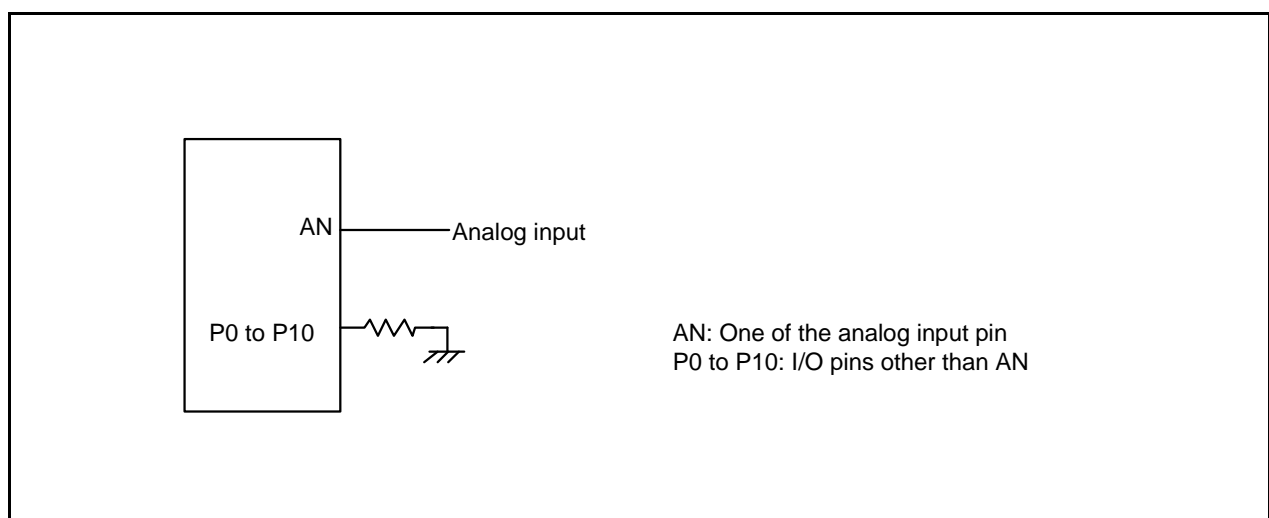 AN
Analog input
P0 to P10
AN: One of the analog input pin
P0 to P10: I/O pins other than AN